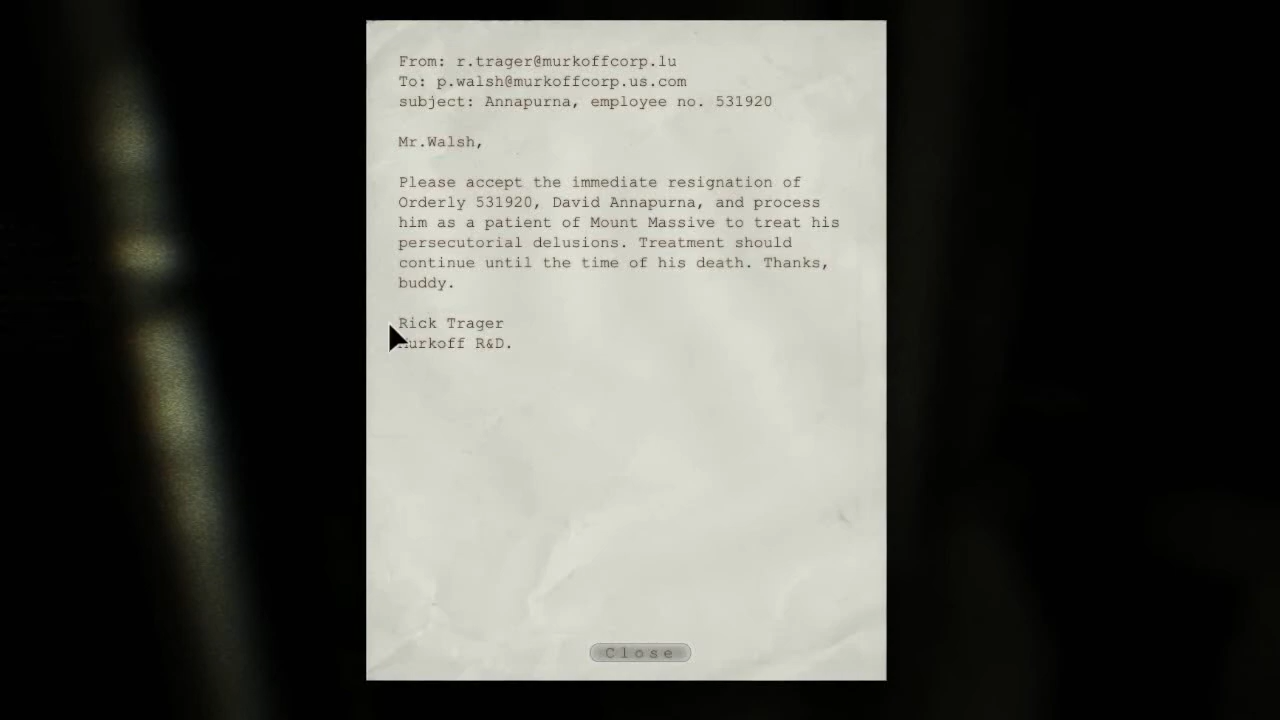 From: r.trager@murkoffcorp.lu
To: p.walsh@murkoffcorp.us.com
subject: Annapurna, employee no. 531920
Mr.Walsh,
Please accept the immediate resignation of
Orderly 531920, David Annapurna, and process
him as a patient of Mount Massive to treat his
persecutorial delusions. Treatment should
continue until the time of his death. Thanks,
buddy.
Rick Trager
Murkoff R&D.
Close